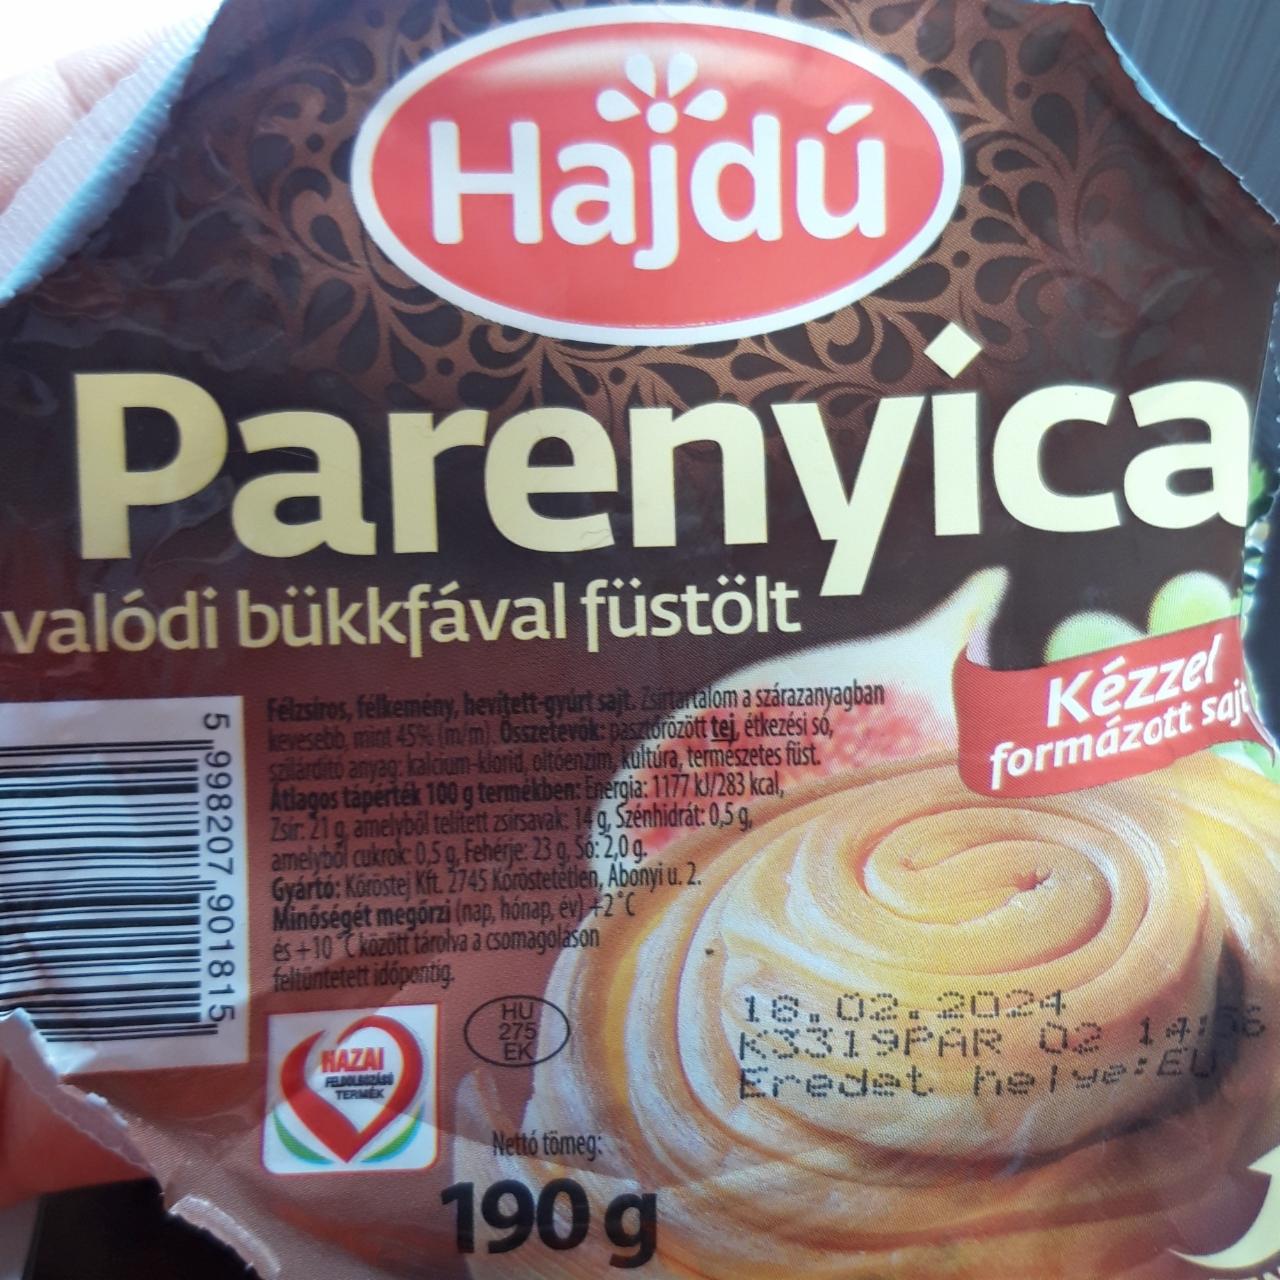 Hajdú
Parenyica
valódi bükkfával füstölt
Kézzel
formázott sajt
Félzsíros, félkemény, hevített-gyúrt sajt. Zsírtartalom a szárazanyagban
kevesebb, mint 45% (m/m). Összetevők: pasztőrözött tej, étkezési só,
szilárdító anyag: kalcium-klorid, oltóenzim, kultúra, természetes füst.
Átlagos tápérték 100 g termékben: Energia: 1177 kJ/283 kcal,
Zsír: 21 g, amelyből telített zsírsavak: 14 g, Szénhidrát: 0,5 g,
amelyből cukrok: 0,5 g, Fehérje: 23 g, Só: 2,0 g.
Gyártó: Kőröstej Kft. 2745 Kőröstetétlen, Abonyi u. 2.
Minőségét megőrzi (nap, hónap, év) +2°C
és +10 °C között tárolva a csomagoláson
feltüntetett időpontig.
5 998207 901815
HAZAI
FELDOLGOZÁSÚ
TERMÉK
HU
275
EK
18.02.2024
K3319PAR 02
Eredet helye:EU
Nettó tömeg:
190 g